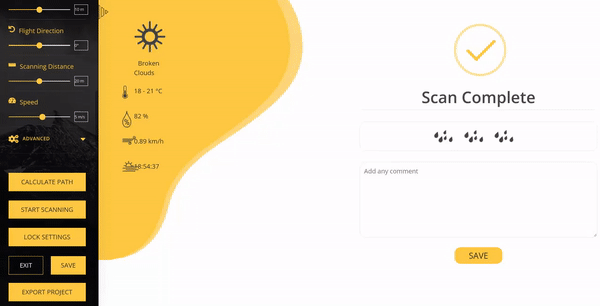 10 m
Flight Direction
0°
Scanning Distance
20 m
Speed
5 m/s
ADVANCED
CALCULATE PATH
START SCANNING
LOCK SETTINGS
EXIT
SAVE
EXPORT PROJECT
Broken
Clouds
18 - 21 °C
82 %
0.89 km/h
18:54:37
Scan Complete
Add any comment
SAVE